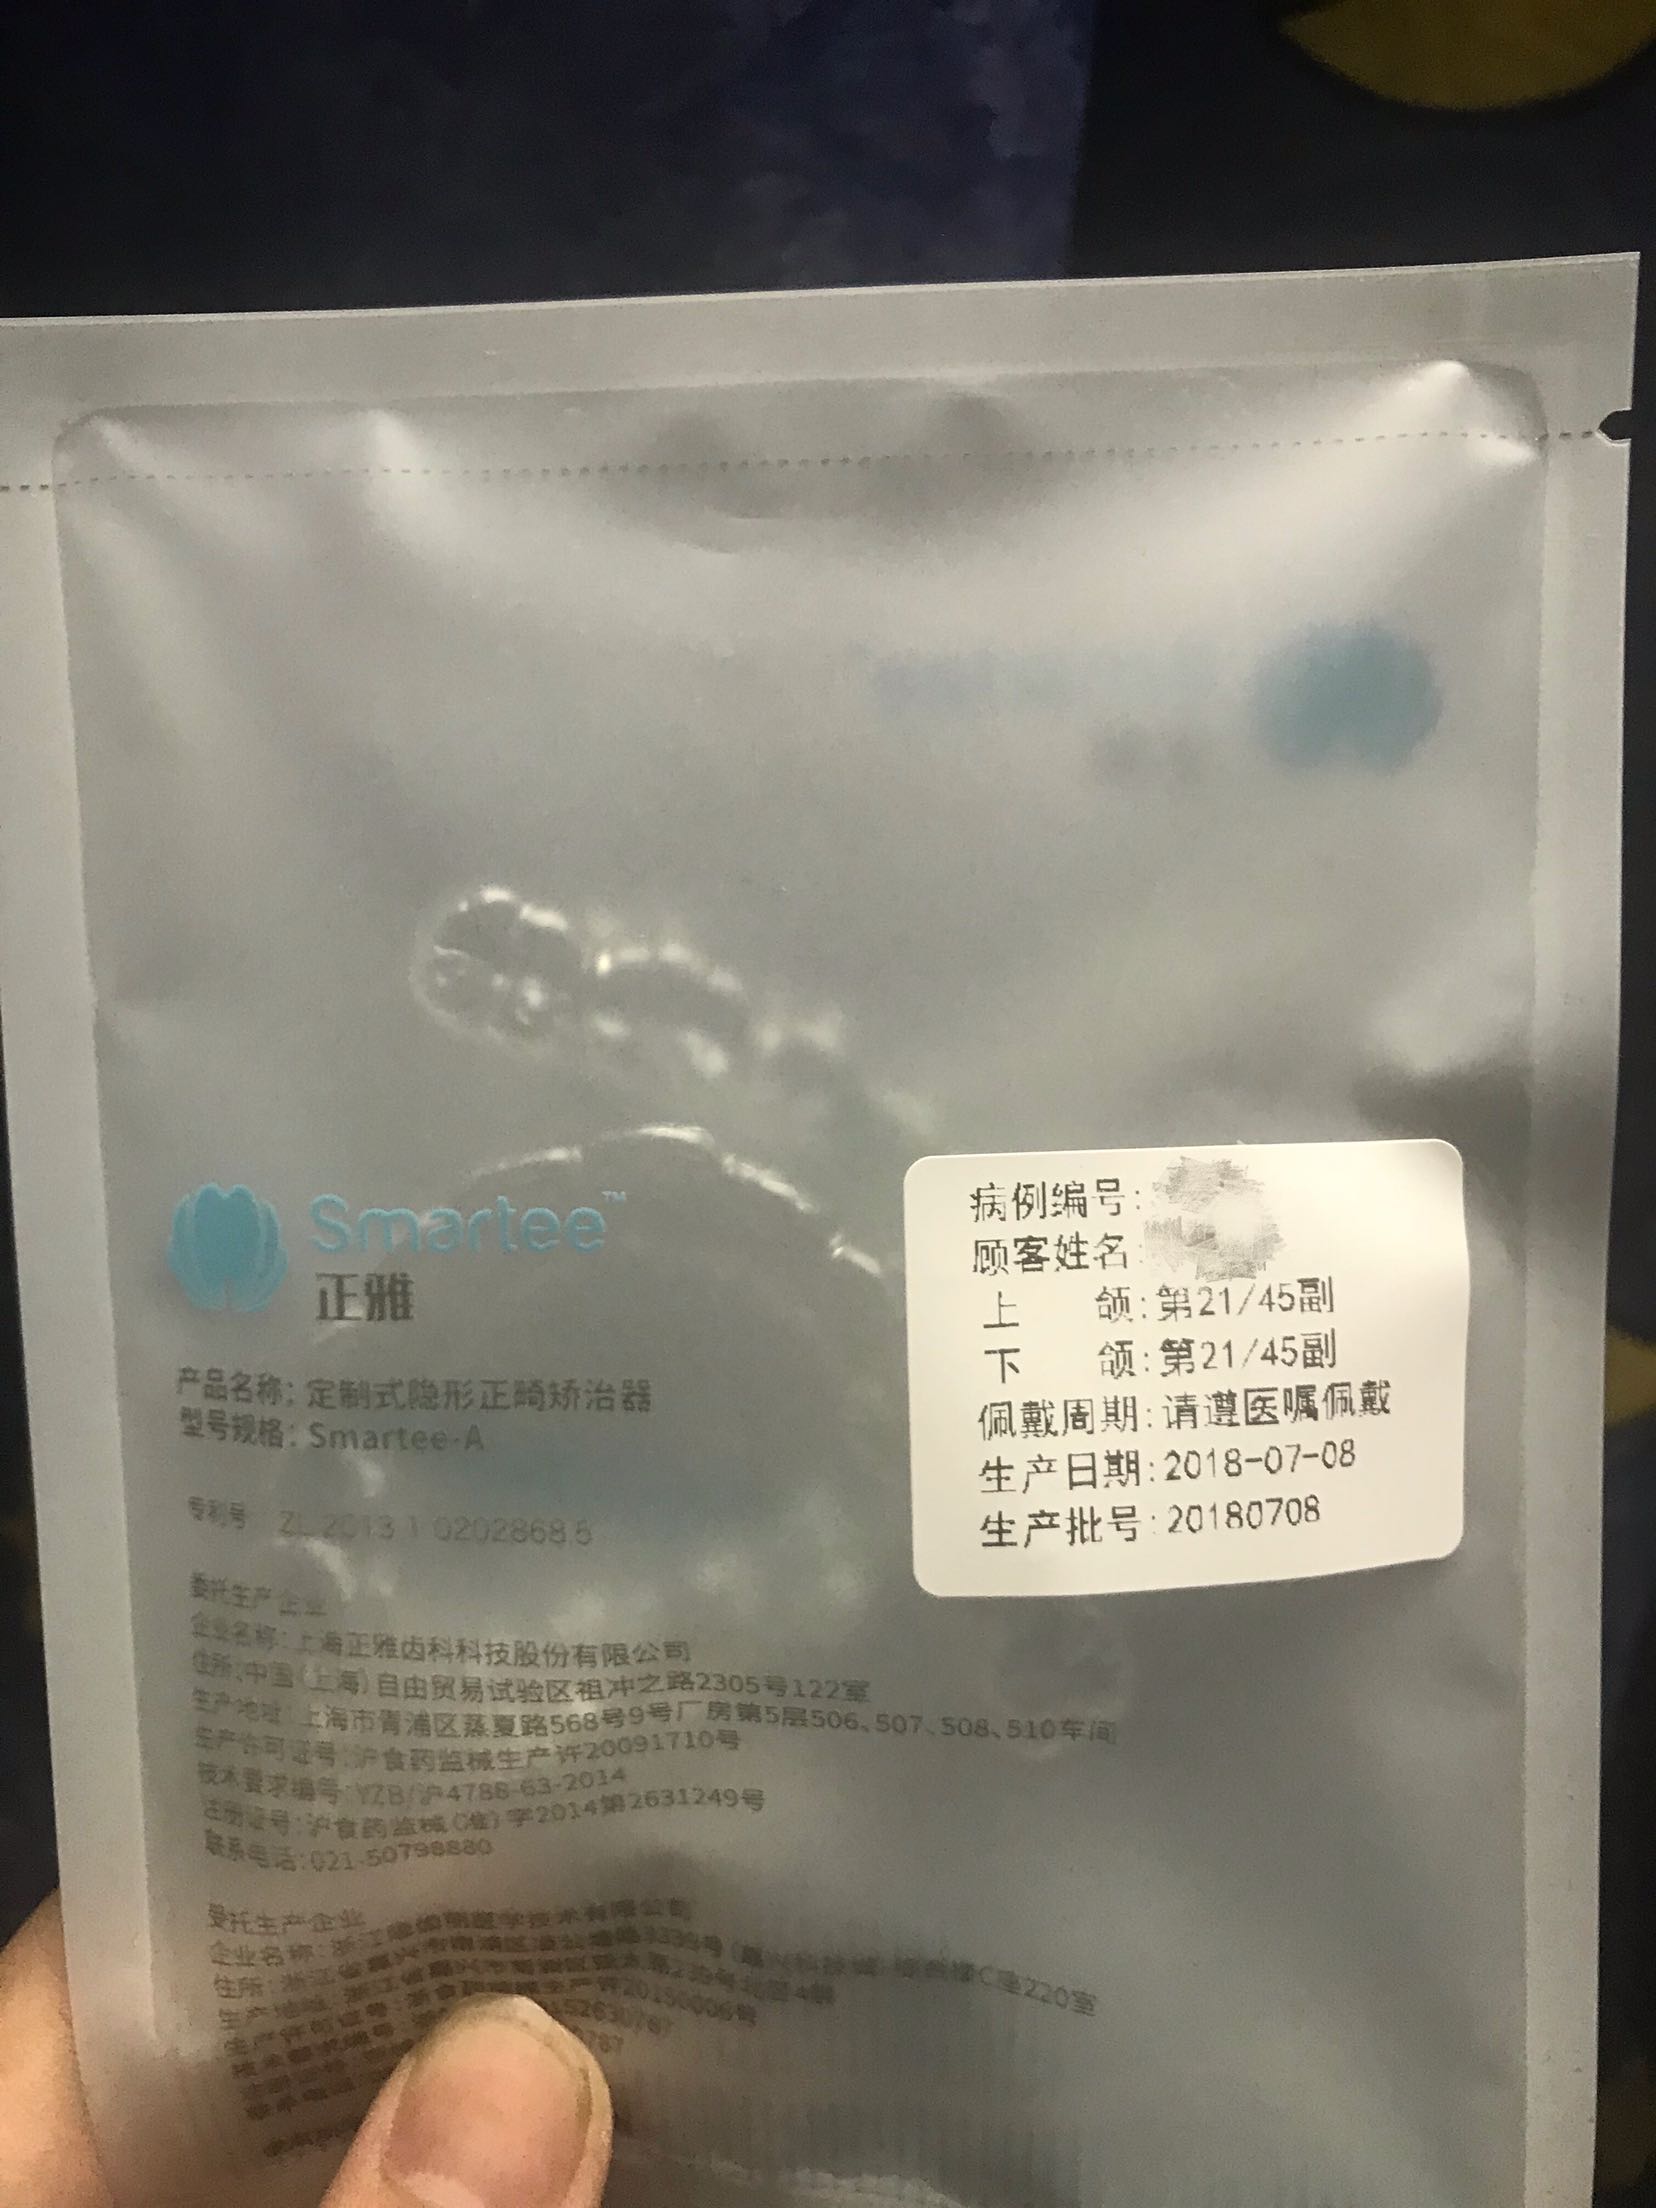 Smartee™
正雅
产品名称：定制式隐形正畸矫治器
型号规格：Smartee-A
专利号 ZL 2013 1 0202868.5
委托生产企业
企业名称：上海正雅齿科科技股份有限公司
住所：中国(上海)自由贸易试验区祖冲之路2305号122室
生产地址：上海市青浦区蒸夏路568号9号厂房第5层506、507、508、510车间
生产许可证号：沪食药监械生产许20091710号
技术要求编号：YZB/沪4788-63-2014
注册证号：沪食药监械(准)字2014第2631249号
联系电话：021-50798880
受托生产企业
病例编号：
顾客姓名
上 颌：第21/45副
下 颌：第21/45副
佩戴周期：请遵医嘱佩戴
生产日期：2018-07-08
生产批号：20180708